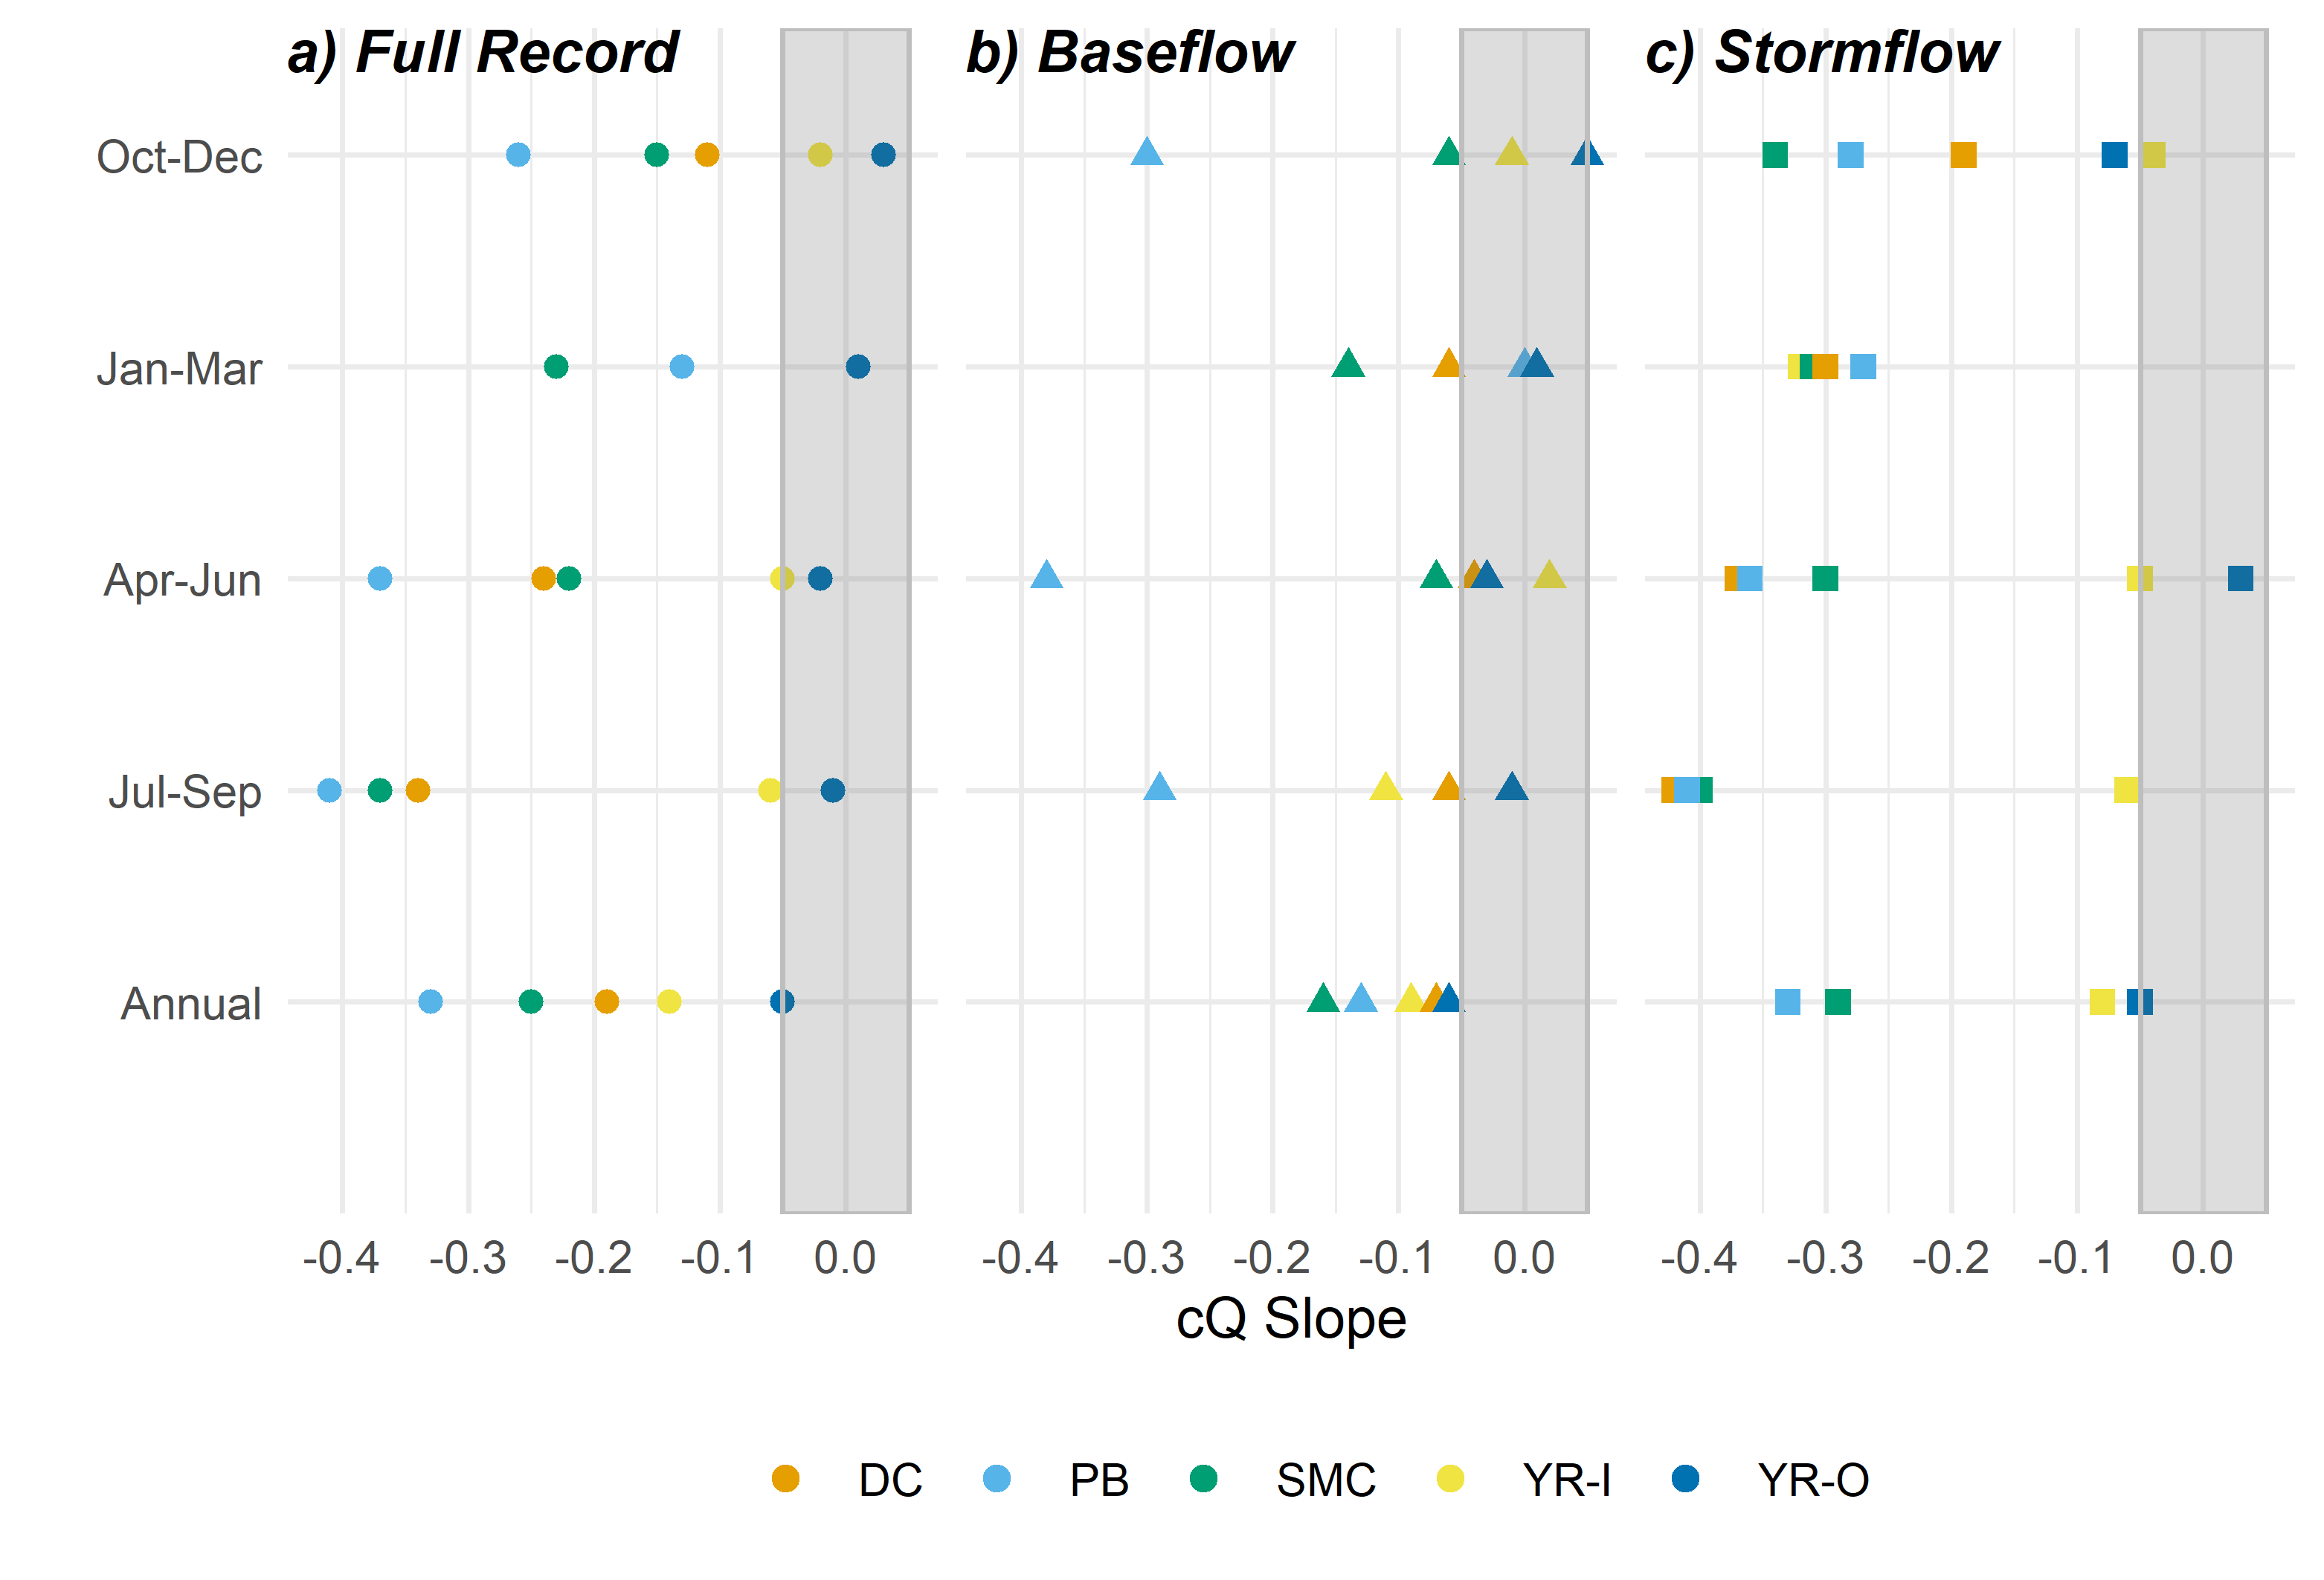 a) Full Record
b) Baseflow
c) Stormflow
Oct-Dec
Jan-Mar
Apr-Jun
Jul-Sep
Annual
-0.4 -0.3 -0.2 -0.1 0.0
-0.4 -0.3 -0.2 -0.1 0.0
-0.4 -0.3 -0.2 -0.1 0.0
cQ Slope
DC PB SMC YR-I YR-O